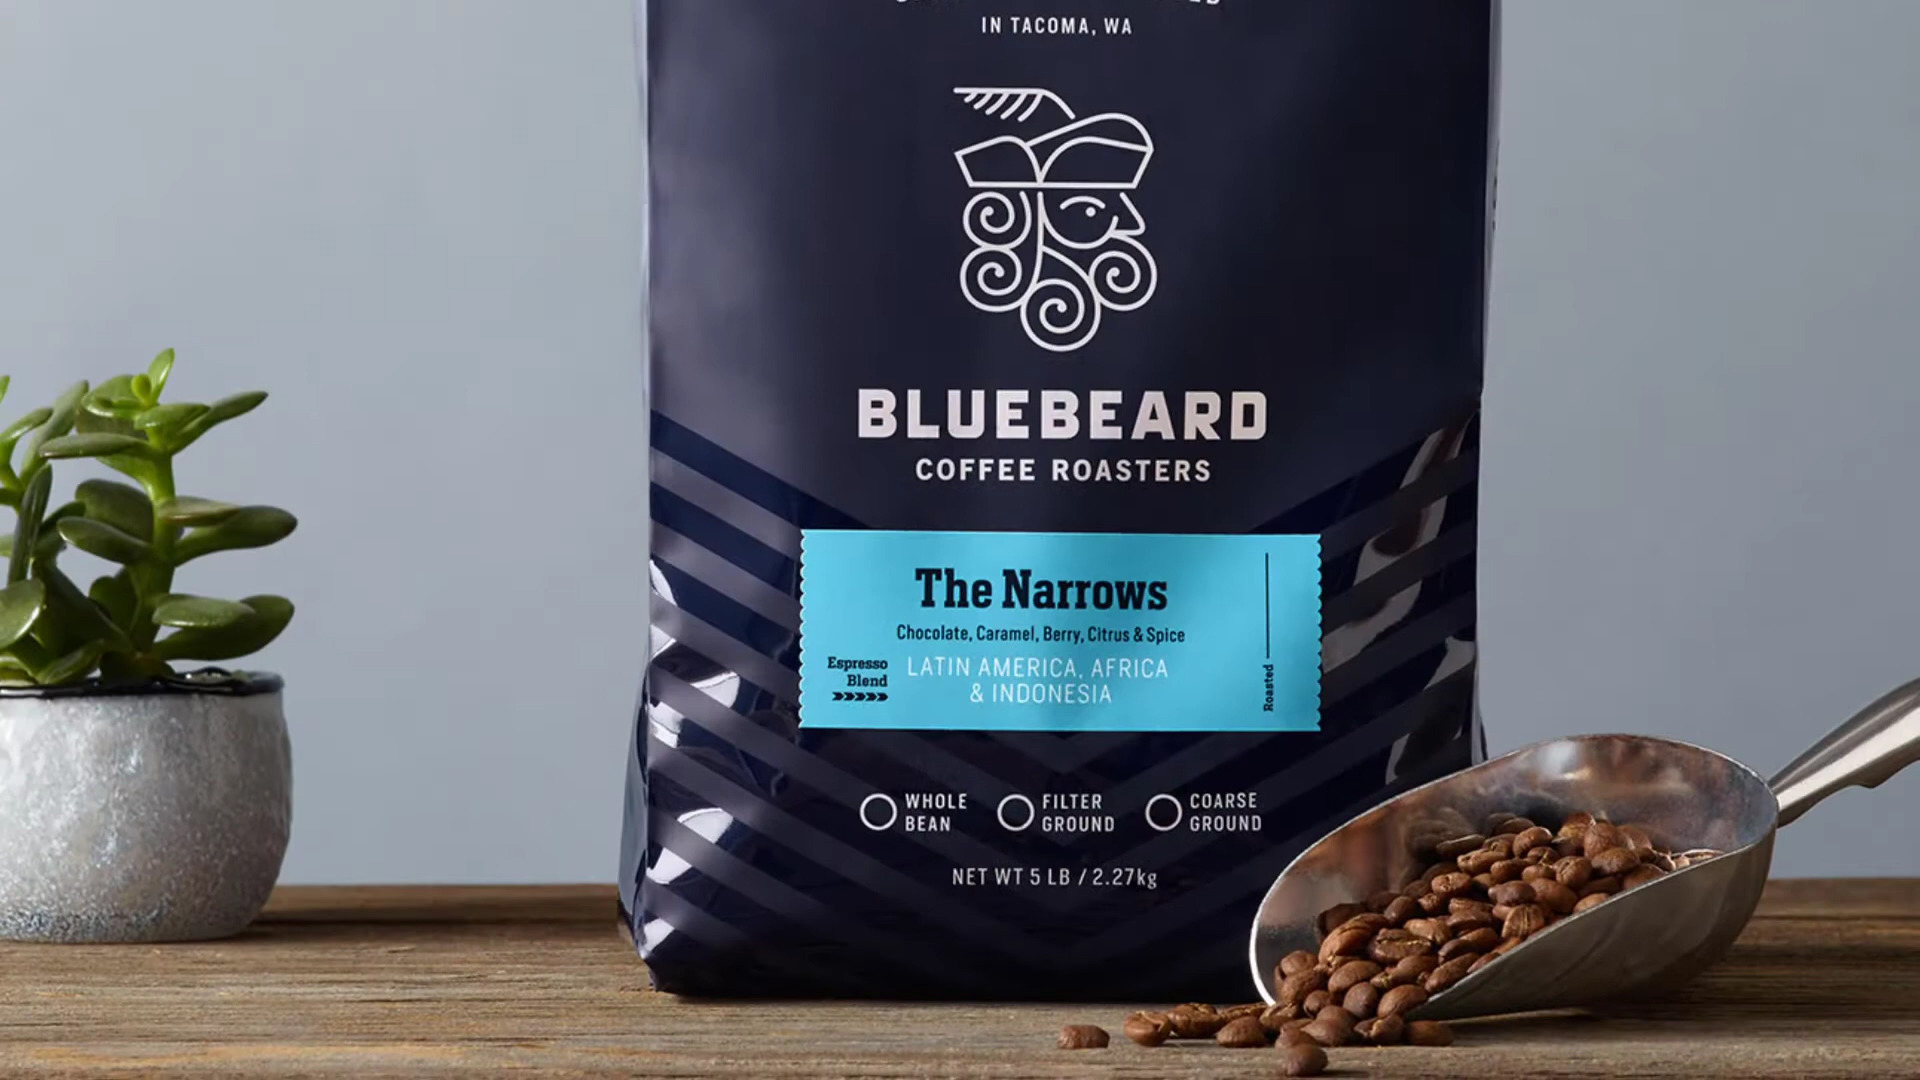 IN TACOMA, WA
BLUEBEARD
COFFEE ROASTERS
The Narrows
Chocolate, Caramel, Berry, Citrus & Spice
Espresso
Blend
LATIN AMERICA, AFRICA
& INDONESIA
Roasted
WHOLE
BEAN
FILTER
GROUND
COARSE
GROUND
NET WT 5 LB / 2.27kg